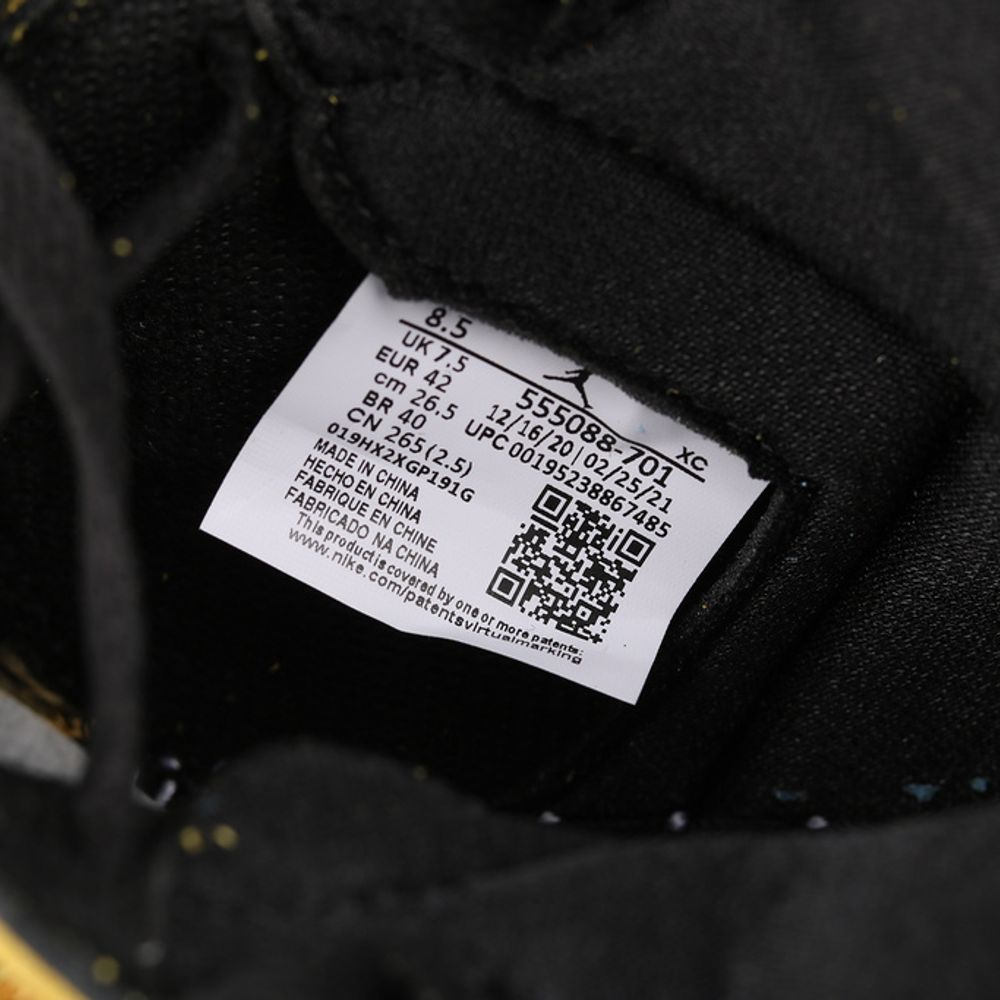 8.5
UK 7.5
EUR 42
cm 26.5
BR 40
CN 265(2.5)
019HX2XGP191G
MADE IN CHINA
HECHO EN CHINA
FABRIQUE EN CHINE
FABRICADO NA CHINA
This product is covered by one or more patents:
www.nike.com/patentsvirtualmarking
XC
555088-701
12/16/20 | 02/25/21
UPC 00195238867485